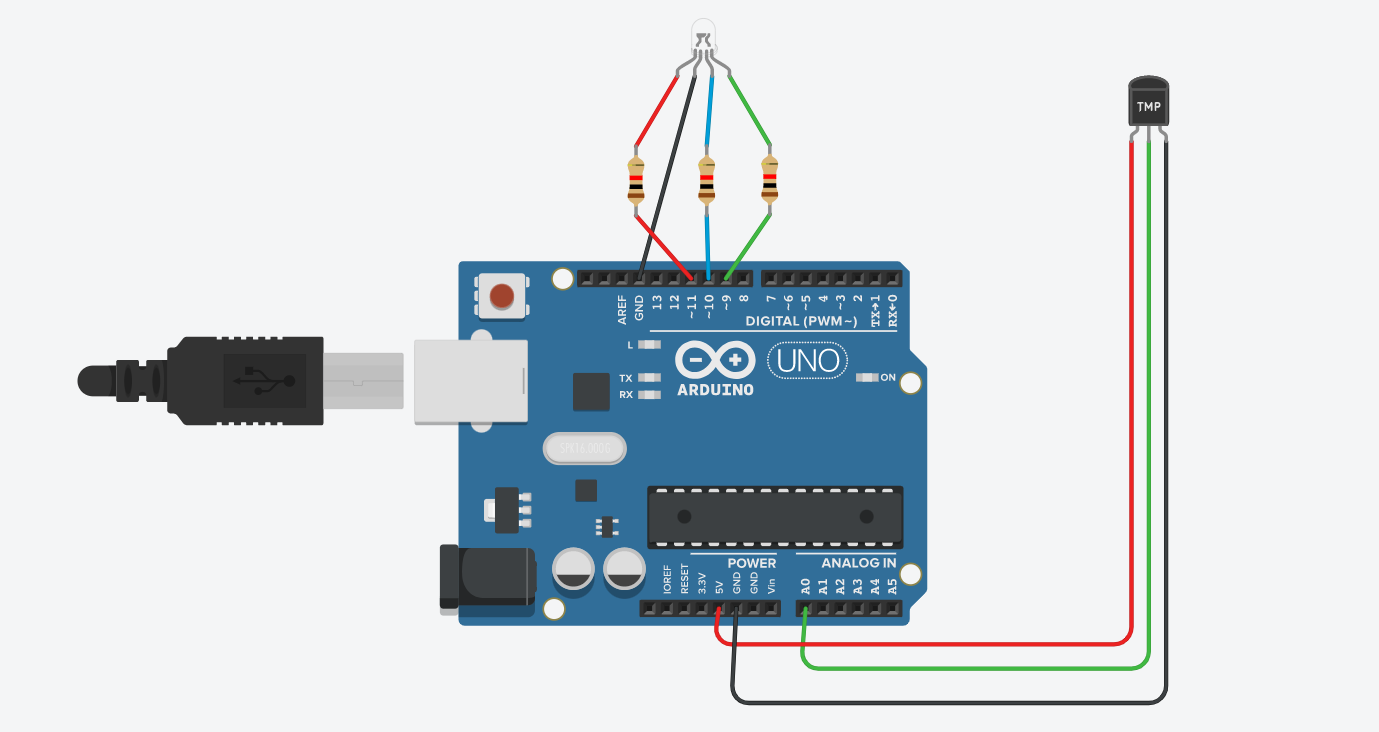 TMP
AREF
GND
13
12
~11
~10
~9
8
7
~6
~5
4
~3
2
TX→1
RX←0
DIGITAL (PWM~)
L
TX
RX
ARDUINO
UNO
ON
SPK16.000G
IOREF
RESET
3.3V
5V
GND
GND
Vin
POWER
ANALOG IN
A0
A1
A2
A3
A4
A5